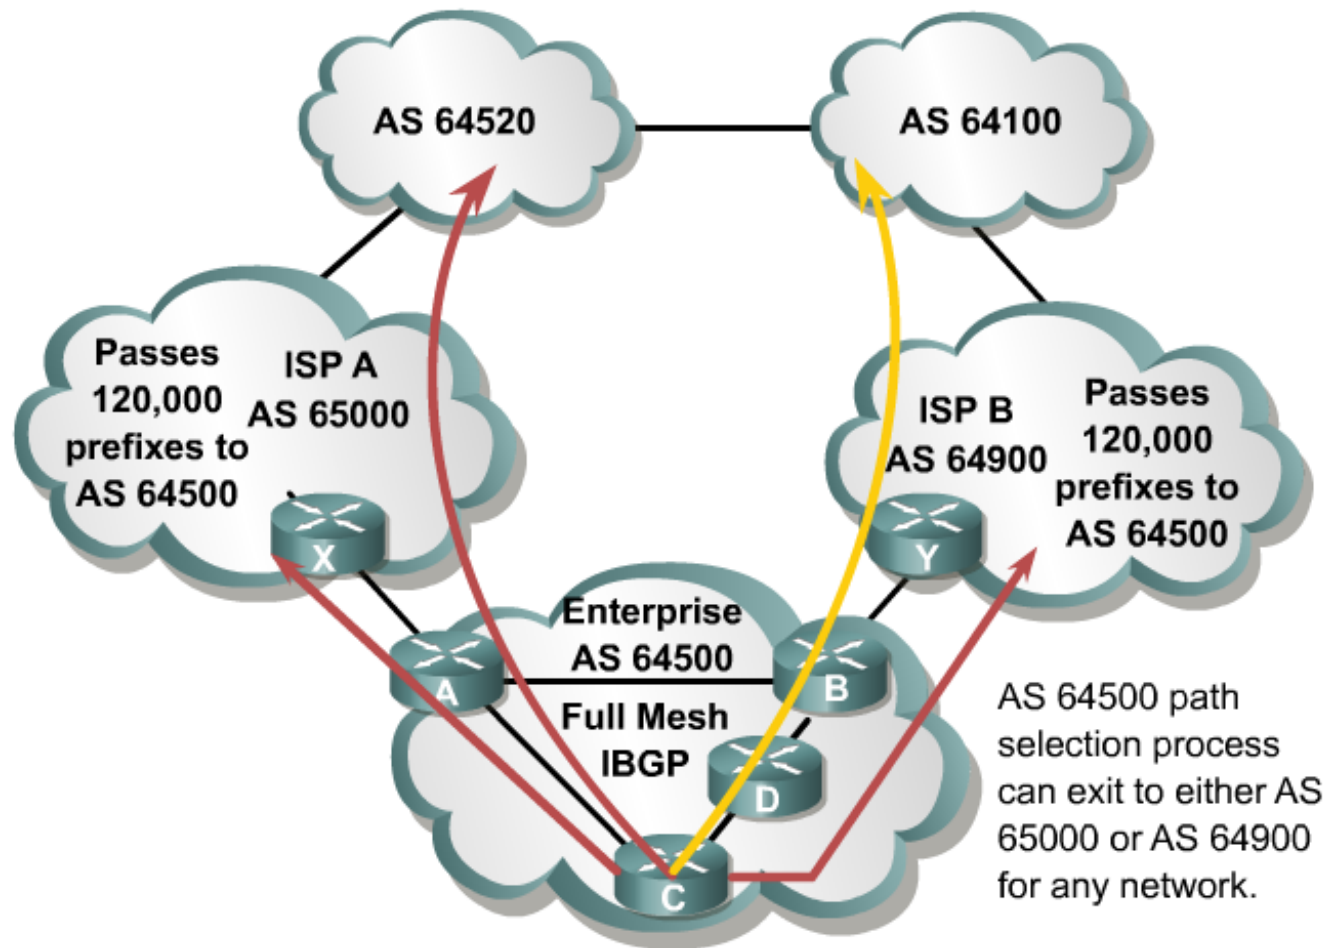 AS 64520
AS 64100
Passes
120,000
prefixes to
AS 64500
ISP A
AS 65000
ISP B
AS 64900
Passes
120,000
prefixes to
AS 64500
X
Y
Enterprise
AS 64500
A
B
Full Mesh
IBGP
D
C
AS 64500 path
selection process
can exit to either AS
65000 or AS 64900
for any network.